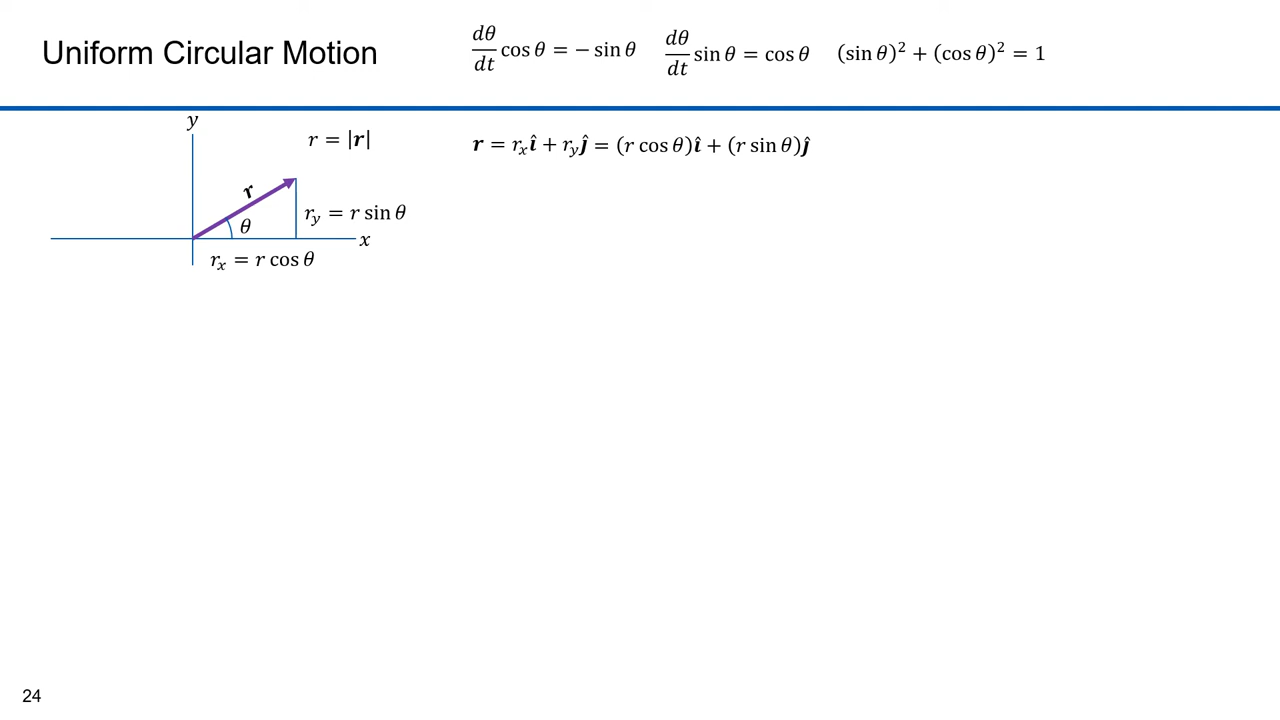 Uniform Circular Motion
dθ/dt cos θ = − sin θ
dθ/dt sin θ = cos θ
(sin θ)² + (cos θ)² = 1
y
r = |r|
r = rₓî + r_yĵ = (r cos θ)î + (r sin θ)ĵ
r
θ
r_y = r sin θ
x
rₓ = r cos θ
24